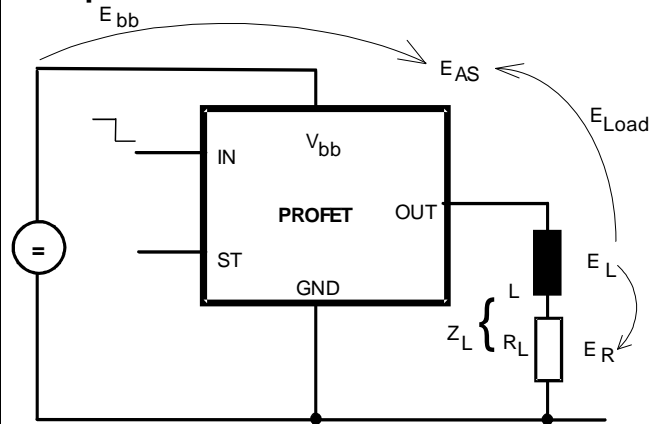 E bb
E AS
E Load
V bb
IN
PROFET
OUT
=
ST
GND
E L
L
Z L { R L
E R